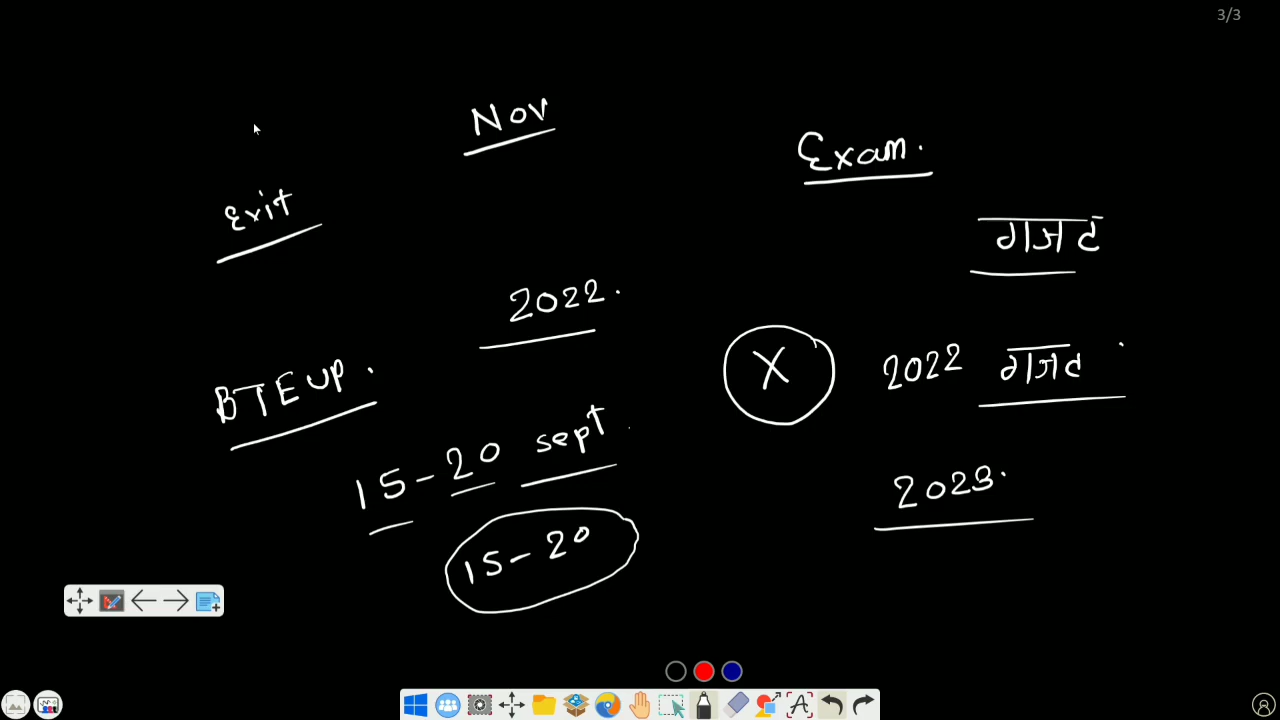 3/3
Nov
Exam.
Exit
गजट
2022.
X 2022 गजट
BTEUP.
15-20 sept
2023.
15-20